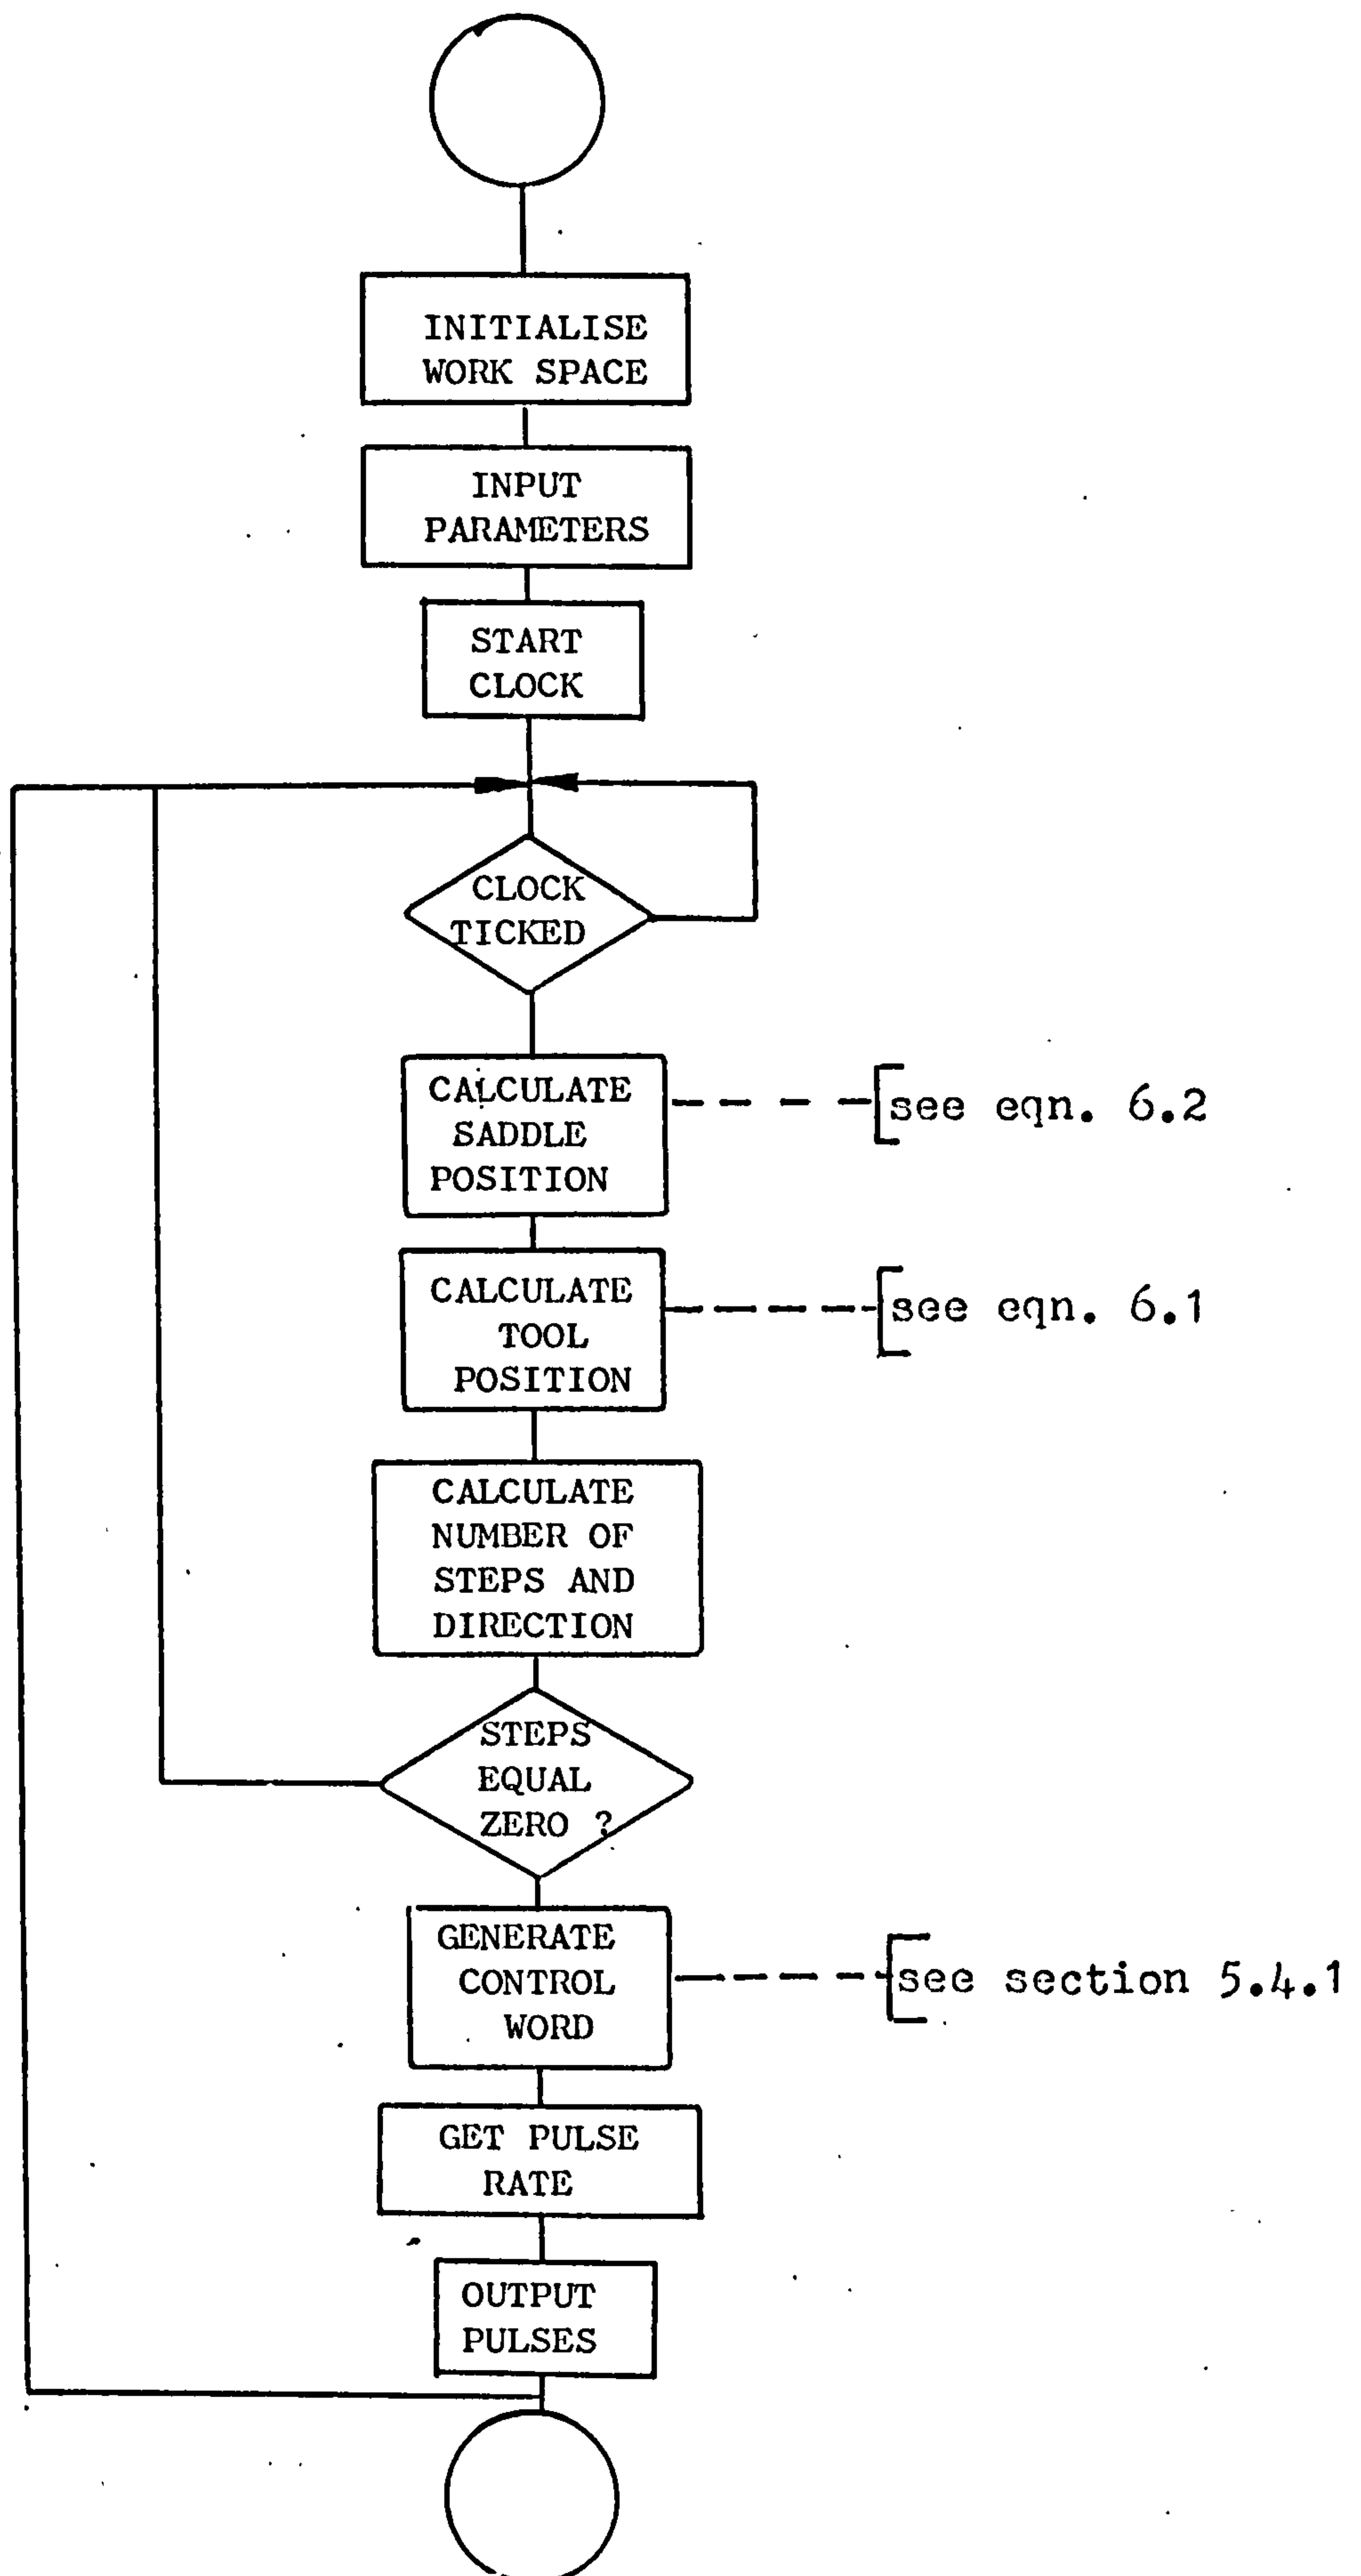 INITIALISE
WORK SPACE
INPUT
PARAMETERS
START
CLOCK
CLOCK
TICKED
CALCULATE
SADDLE
POSITION
see eqn. 6.2
CALCULATE
TOOL
POSITION
see eqn. 6.1
CALCULATE
NUMBER OF
STEPS AND
DIRECTION
STEPS
EQUAL
ZERO ?
GENERATE
CONTROL
WORD
see section 5.4.1
GET PULSE
RATE
OUTPUT
PULSES